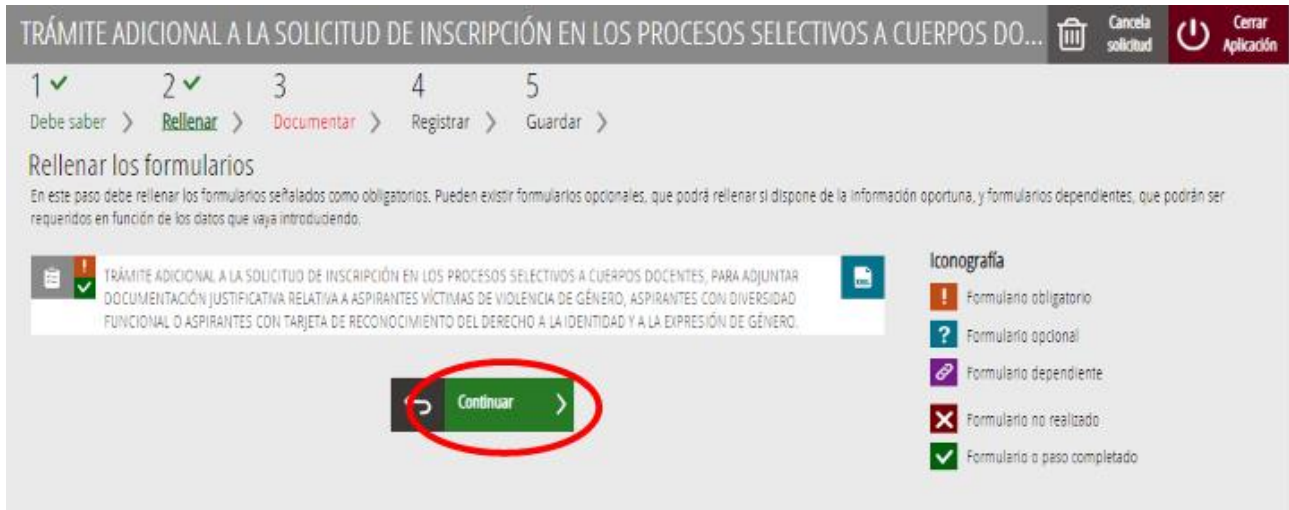 TRÁMITE ADICIONAL A LA SOLICITUD DE INSCRIPCIÓN EN LOS PROCESOS SELECTIVOS A CUERPOS DO...
Cancela
solicitud
Cerrar
Aplicación
1 2 3 4 5
Debe saber Rellenar Documentar Registrar Guardar
Rellenar los formularios
En este paso debe rellenar los formularios señalados como obligatorios. Pueden existir formularios opcionales, que podrá rellenar si dispone de la información oportuna, y formularios dependientes, que podrán ser
requeridos en función de los datos que vaya introduciendo.
TRÁMITE ADICIONAL A LA SOLICITUD DE INSCRIPCIÓN EN LOS PROCESOS SELECTIVOS A CUERPOS DOCENTES, PARA ADJUNTAR
DOCUMENTACIÓN JUSTIFICATIVA RELATIVA A ASPIRANTES VÍCTIMAS DE VIOLENCIA DE GÉNERO, ASPIRANTES CON DIVERSIDAD
FUNCIONAL O ASPIRANTES CON TARJETA DE RECONOCIMIENTO DEL DERECHO A LA IDENTIDAD Y A LA EXPRESIÓN DE GÉNERO.
Continuar
Iconografía
! Formulario obligatorio
? Formulario opcional
Formulario dependiente
Formulario no realizado
Formulario o paso completado